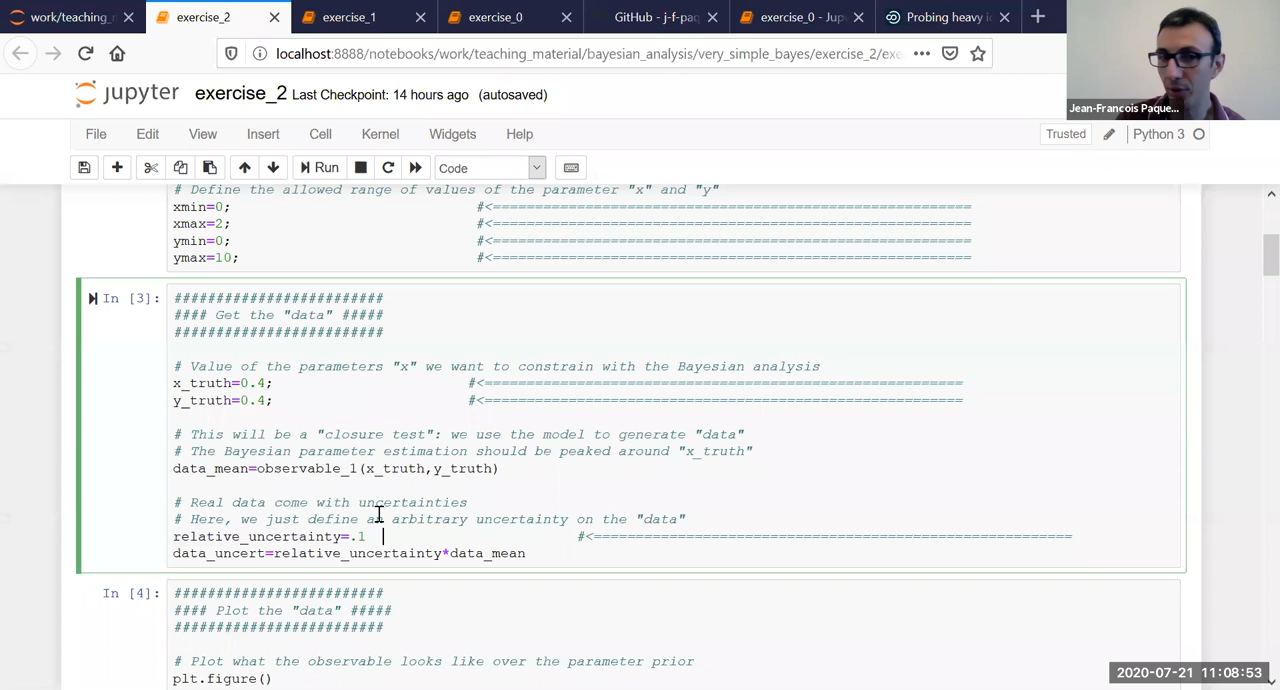 work/teaching_
exercise_2
exercise_1
exercise_0
GitHub - j-f-paq
exercise_0 - Jup
Probing heavy i
localhost:8888/notebooks/work/teaching_material/bayesian_analysis/very_simple_bayes/exercise_2/exe
Jean-Francois Paque...
jupyter exercise_2 Last Checkpoint: 14 hours ago (autosaved)
File Edit View Insert Cell Kernel Widgets Help
Trusted Python 3
Run Code
# Define the allowed range of values of the parameter "x" and "y"
xmin=0; #<=========================================================
xmax=2; #<=========================================================
ymin=0; #<=========================================================
ymax=10; #<=========================================================
In [3]:
#########################
#### Get the "data" #####
#########################
# Value of the parameters "x" we want to constrain with the Bayesian analysis
x_truth=0.4; #<=========================================================
y_truth=0.4; #<=========================================================
# This will be a "closure test": we use the model to generate "data"
# The Bayesian parameter estimation should be peaked around "x_truth"
data_mean=observable_1(x_truth,y_truth)
# Real data come with uncertainties
# Here, we just define an arbitrary uncertainty on the "data"
relative_uncertainty=.1 #<=========================================================
data_uncert=relative_uncertainty*data_mean
In [4]:
#########################
#### Plot the "data" #####
#########################
# Plot what the observable looks like over the parameter prior
plt.figure()
2020-07-21 11:08:53